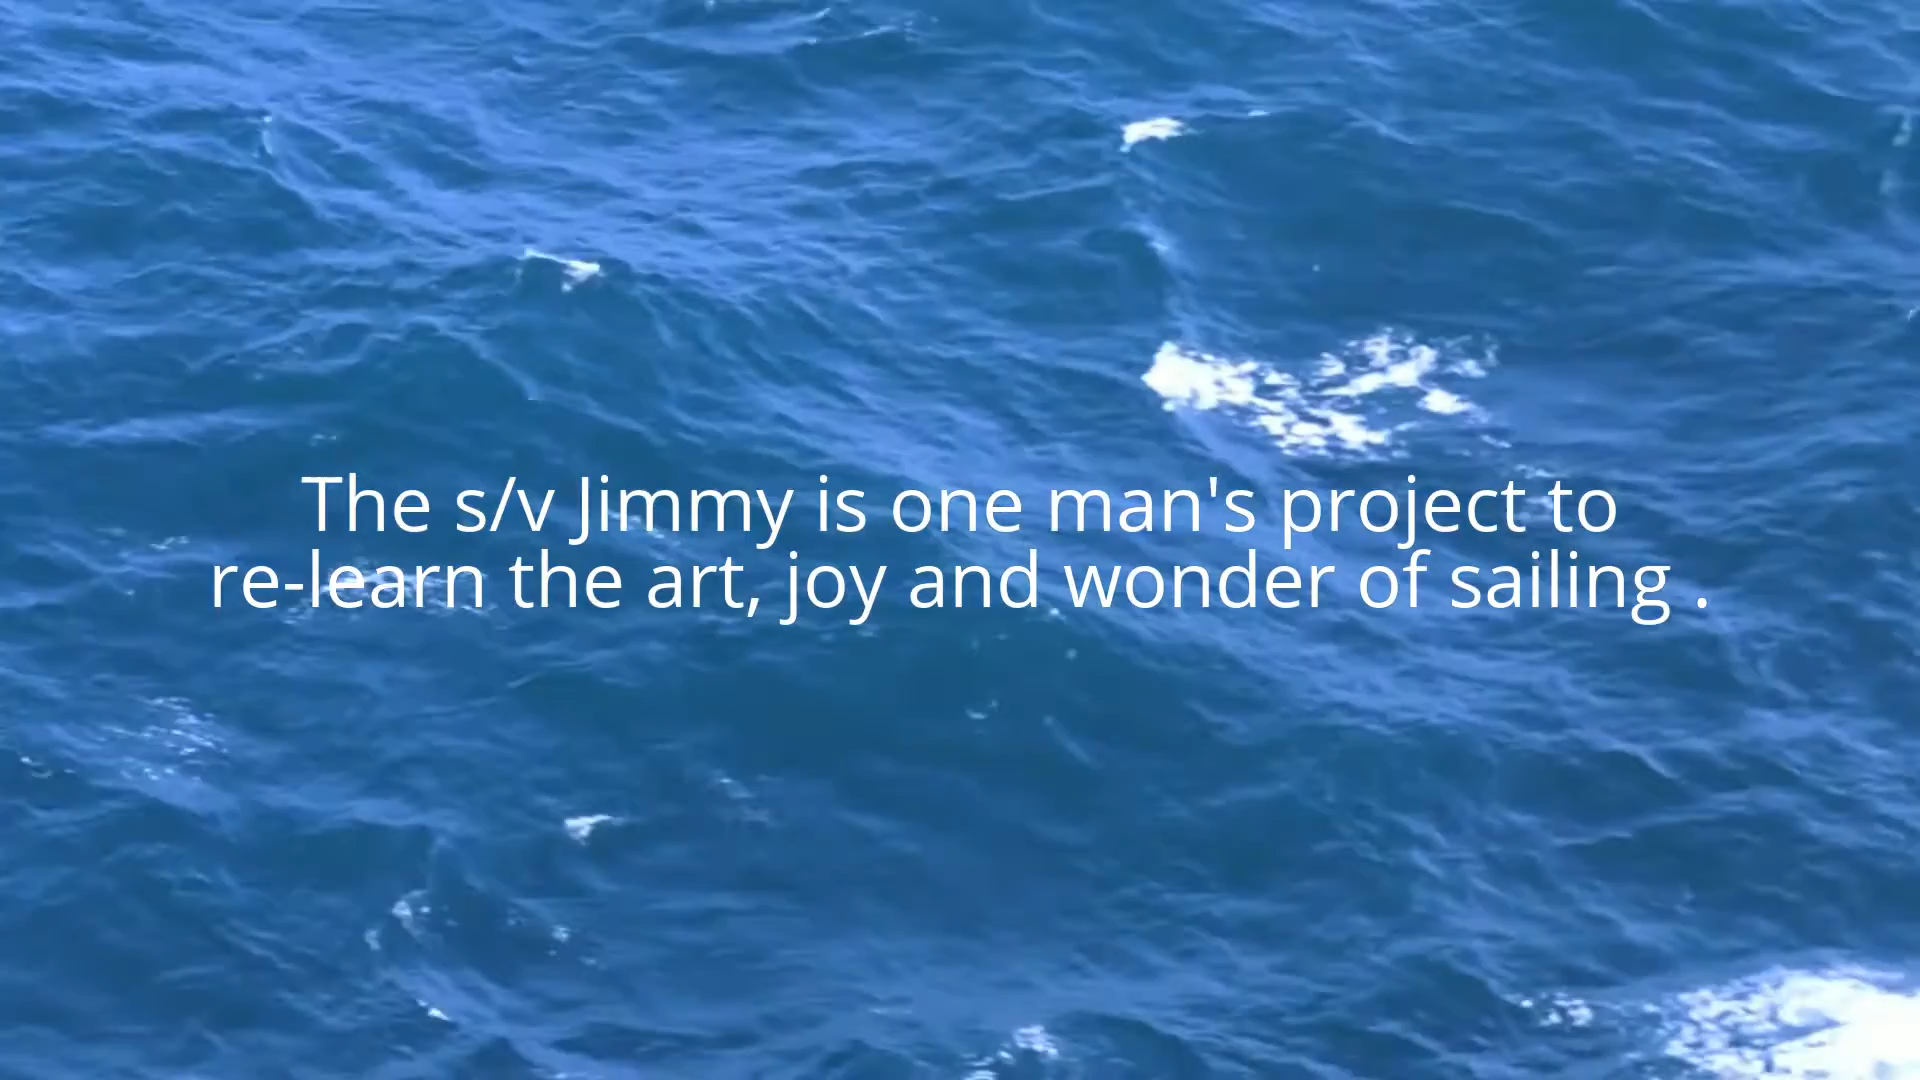 The s/v Jimmy is one man's project to
re-learn the art, joy and wonder of sailing .